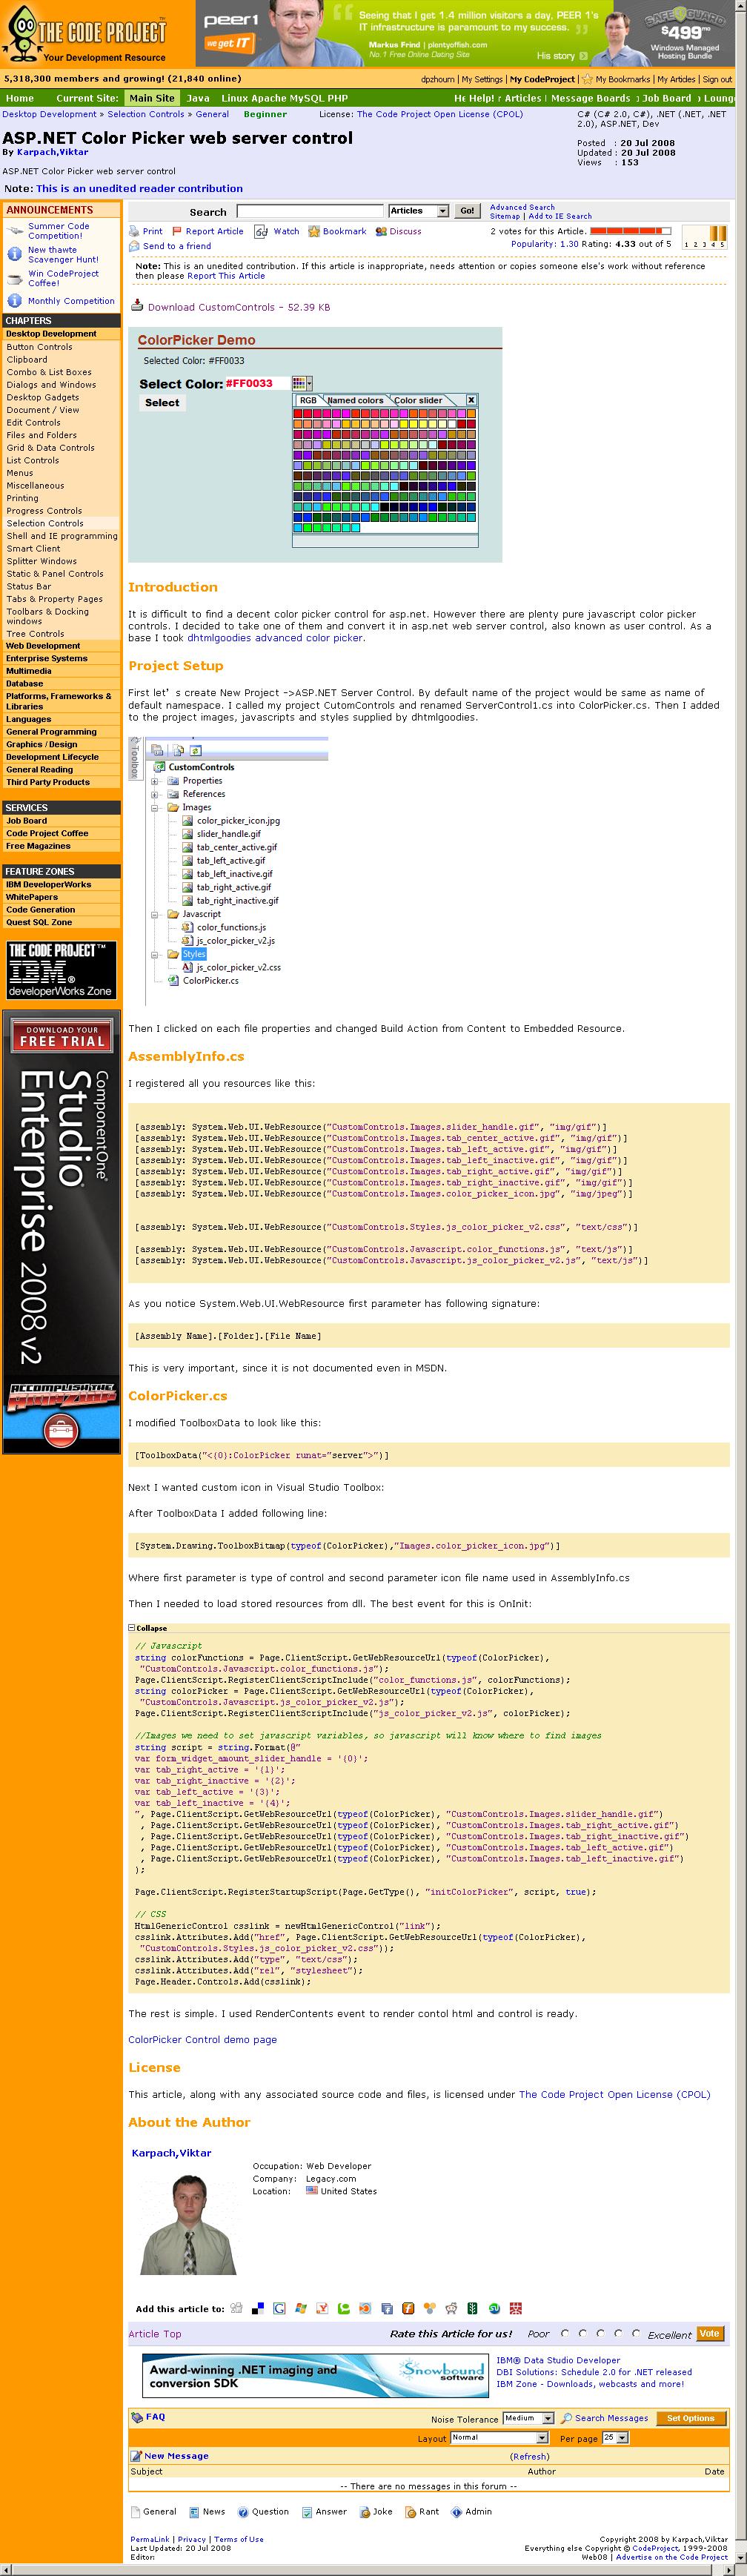 THE CODE PROJECT™
Your Development Resource
peer1
we get IT
Seeing that I get 1.4 million visitors a day, PEER 1's
IT infrastructure is paramount to my success.
Markus Frind | plentyoffish.com
No.1 Free Online Dating Site
His story
SAFE GUARD
$499/mo
Windows Managed
Hosting Bundle
5,318,300 members and growing! (21,840 online)
dpzhoum | My Settings | My CodeProject | My Bookmarks | My Articles | Sign out
Home Current Site: Main Site Java Linux Apache MySQL PHP
Help! Articles Message Boards Job Board Loung
Desktop Development » Selection Controls » General Beginner License: The Code Project Open License (CPOL)
C# (C# 2.0, C#), .NET (.NET, .NET
2.0), ASP.NET, Dev
ASP.NET Color Picker web server control
By Karpach,Viktar
Posted : 20 Jul 2008
Updated : 20 Jul 2008
Views : 153
ASP.NET Color Picker web server control
Note: This is an unedited reader contribution
ANNOUNCEMENTS
Summer Code
Competition!
New thawte
Scavenger Hunt!
Win CodeProject
Coffee!
Monthly Competition
CHAPTERS
Desktop Development
Button Controls
Clipboard
Combo & List Boxes
Dialogs and Windows
Desktop Gadgets
Document / View
Edit Controls
Files and Folders
Grid & Data Controls
List Controls
Menus
Miscellaneous
Printing
Progress Controls
Selection Controls
Shell and IE programming
Smart Client
Splitter Windows
Static & Panel Controls
Status Bar
Tabs & Property Pages
Toolbars & Docking
windows
Tree Controls
Web Development
Enterprise Systems
Multimedia
Database
Platforms, Frameworks &
Libraries
Languages
General Programming
Graphics / Design
Development Lifecycle
General Reading
Third Party Products
SERVICES
Job Board
Code Project Coffee
Free Magazines
FEATURE ZONES
IBM DeveloperWorks
WhitePapers
Code Generation
Quest SQL Zone
THE CODE PROJECT™
IBM®
developerWorks Zone
DOWNLOAD YOUR
FREE TRIAL
ComponentOne®
Studio®
Enterprise 2008 v2
ACCOMPLISH THE
AMAZING
Search Articles Go! Advanced Search
Sitemap | Add to IE Search
Print Report Article Watch Bookmark Discuss
Send to a friend
2 votes for this Article.
Popularity: 1.30 Rating: 4.33 out of 5
1 2 3 4 5
Note: This is an unedited contribution. If this article is inappropriate, needs attention or copies someone else's work without reference
then please Report This Article
Download CustomControls - 52.39 KB
ColorPicker Demo
Selected Color: #FF0033
Select Color: #FF0033
Select
RGB Named colors Color slider X
Introduction
It is difficult to find a decent color picker control for asp.net. However there are plenty pure javascript color picker
controls. I decided to take one of them and convert it in asp.net web server control, also known as user control. As a
base I took dhtmlgoodies advanced color picker.
Project Setup
First let’s create New Project ->ASP.NET Server Control. By default name of the project would be same as name of
default namespace. I called my project CutomControls and renamed ServerControl1.cs into ColorPicker.cs. Then I added
to the project images, javascripts and styles supplied by dhtmlgoodies.
Toolbox
CustomControls
Properties
References
Images
color_picker_icon.jpg
slider_handle.gif
tab_center_active.gif
tab_left_active.gif
tab_left_inactive.gif
tab_right_active.gif
tab_right_inactive.gif
Javascript
color_functions.js
js_color_picker_v2.js
Styles
js_color_picker_v2.css
ColorPicker.cs
Then I clicked on each file properties and changed Build Action from Content to Embedded Resource.
AssemblyInfo.cs
I registered all you resources like this:
[assembly: System.Web.UI.WebResource("CustomControls.Images.slider_handle.gif", "img/gif")]
[assembly: System.Web.UI.WebResource("CustomControls.Images.tab_center_active.gif", "img/gif")]
[assembly: System.Web.UI.WebResource("CustomControls.Images.tab_left_active.gif", "img/gif")]
[assembly: System.Web.UI.WebResource("CustomControls.Images.tab_left_inactive.gif", "img/gif")]
[assembly: System.Web.UI.WebResource("CustomControls.Images.tab_right_active.gif", "img/gif")]
[assembly: System.Web.UI.WebResource("CustomControls.Images.tab_right_inactive.gif", "img/gif")]
[assembly: System.Web.UI.WebResource("CustomControls.Images.color_picker_icon.jpg", "img/jpeg")]
[assembly: System.Web.UI.WebResource("CustomControls.Styles.js_color_picker_v2.css", "text/css")]
[assembly: System.Web.UI.WebResource("CustomControls.Javascript.color_functions.js", "text/js")]
[assembly: System.Web.UI.WebResource("CustomControls.Javascript.js_color_picker_v2.js", "text/js")]
As you notice System.Web.UI.WebResource first parameter has following signature:
[Assembly Name].[Folder].[File Name]
This is very important, since it is not documented even in MSDN.
ColorPicker.cs
I modified ToolboxData to look like this:
[ToolboxData("<{0}:ColorPicker runat="server">")]
Next I wanted custom icon in Visual Studio Toolbox:
After ToolboxData I added following line:
[System.Drawing.ToolboxBitmap(typeof(ColorPicker),"Images.color_picker_icon.jpg")]
Where first parameter is type of control and second parameter icon file name used in AssemblyInfo.cs
Then I needed to load stored resources from dll. The best event for this is OnInit:
Collapse
// Javascript
string colorFunctions = Page.ClientScript.GetWebResourceUrl(typeof(ColorPicker),
"CustomControls.Javascript.color_functions.js");
Page.ClientScript.RegisterClientScriptInclude("color_functions.js", colorFunctions);
string colorPicker = Page.ClientScript.GetWebResourceUrl(typeof(ColorPicker),
"CustomControls.Javascript.js_color_picker_v2.js");
Page.ClientScript.RegisterClientScriptInclude("js_color_picker_v2.js", colorPicker);
//Images we need to set javascript variables, so javascript will know where to find images
string script = string.Format(@"
var form_widget_amount_slider_handle = '{0}';
var tab_right_active = '{1}';
var tab_right_inactive = '{2}';
var tab_left_active = '{3}';
var tab_left_inactive = '{4}';
", Page.ClientScript.GetWebResourceUrl(typeof(ColorPicker), "CustomControls.Images.slider_handle.gif")
, Page.ClientScript.GetWebResourceUrl(typeof(ColorPicker), "CustomControls.Images.tab_right_active.gif")
, Page.ClientScript.GetWebResourceUrl(typeof(ColorPicker), "CustomControls.Images.tab_right_inactive.gif")
, Page.ClientScript.GetWebResourceUrl(typeof(ColorPicker), "CustomControls.Images.tab_left_active.gif")
, Page.ClientScript.GetWebResourceUrl(typeof(ColorPicker), "CustomControls.Images.tab_left_inactive.gif")
);
Page.ClientScript.RegisterStartupScript(Page.GetType(), "initColorPicker", script, true);
// CSS
HtmlGenericControl csslink = newHtmlGenericControl("link");
csslink.Attributes.Add("href", Page.ClientScript.GetWebResourceUrl(typeof(ColorPicker),
"CustomControls.Styles.js_color_picker_v2.css"));
csslink.Attributes.Add("type", "text/css");
csslink.Attributes.Add("rel", "stylesheet");
Page.Header.Controls.Add(csslink);
The rest is simple. I used RenderContents event to render contol html and control is ready.
ColorPicker Control demo page
License
This article, along with any associated source code and files, is licensed under The Code Project Open License (CPOL)
About the Author
Karpach,Viktar
Occupation: Web Developer
Company: Legacy.com
Location: United States
Add this article to:
Article Top Rate this Article for us! Poor Excellent Vote
Award-winning .NET imaging and
conversion SDK
Snowbound
software
IBM® Data Studio Developer
DBI Solutions: Schedule 2.0 for .NET released
IBM Zone - Downloads, webcasts and more!
FAQ Noise Tolerance Medium Search Messages Set Options
Layout Normal Per page 25
New Message (Refresh)
Subject Author Date
-- There are no messages in this forum --
General News Question Answer Joke Rant Admin
PermaLink | Privacy | Terms of Use
Last Updated: 20 Jul 2008
Editor:
Copyright 2008 by Karpach,Viktar
Everything else Copyright © CodeProject, 1999-2008
Web08 | Advertise on the Code Project